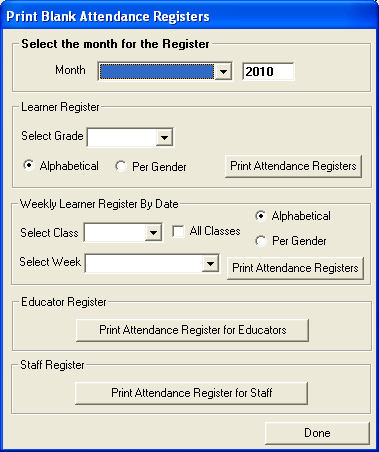 Print Blank Attendance Registers
Select the month for the Register
Month 2010
Learner Register
Select Grade
Alphabetical Per Gender Print Attendance Registers
Weekly Learner Register By Date
Alphabetical
Select Class All Classes
Per Gender
Select Week Print Attendance Registers
Educator Register
Print Attendance Register for Educators
Staff Register
Print Attendance Register for Staff
Done